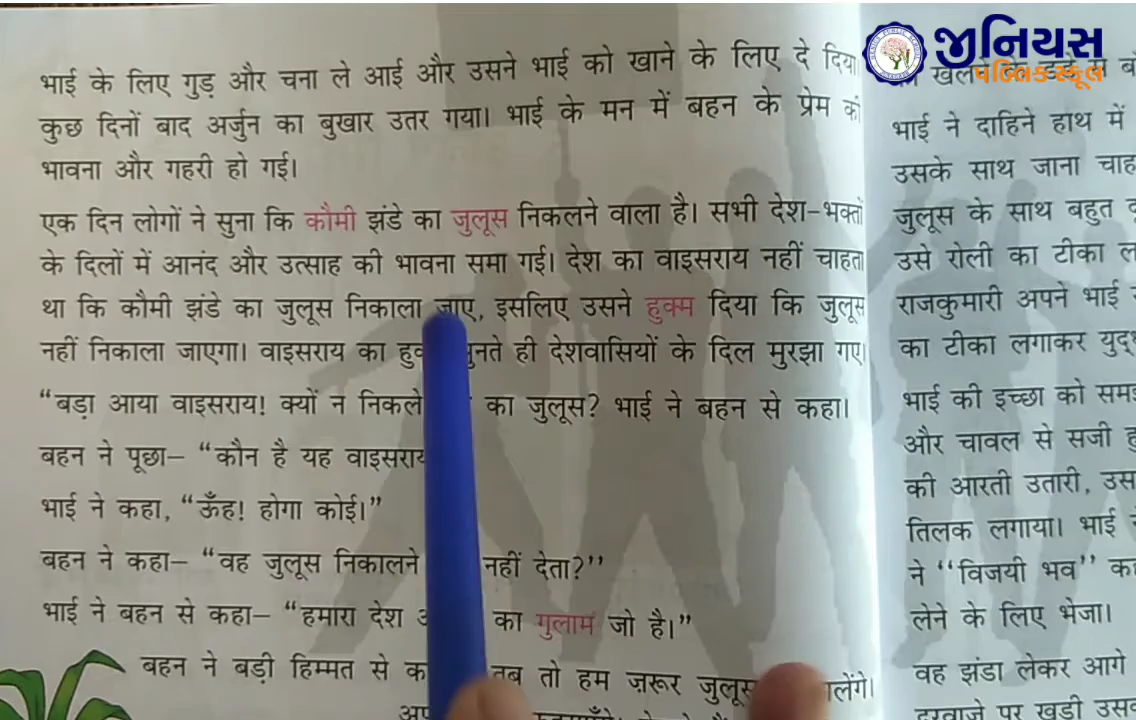 जीनियस
પબ્લિક સ્કૂલ
भाई के लिए गुड़ और चना ले आई और उसने भाई को खाने के लिए दे दिया
कुछ दिनों बाद अर्जुन का बुखार उतर गया। भाई के मन में बहन के प्रेम की
भावना और गहरी हो गई।
एक दिन लोगों ने सुना कि कौमी झंडे का जुलूस निकलने वाला है। सभी देश-भक्तों
के दिलों में आनंद और उत्साह की भावना समा गई। देश का वाइसराय नहीं चाहता
था कि कौमी झंडे का जुलूस निकाला जाए, इसलिए उसने हुक्म दिया कि जुलूस
नहीं निकाला जाएगा। वाइसराय का ही देशवासियों के दिल मुरझा गए।
“बड़ा आया वाइसराय! क्यों न निकले का जुलूस? भाई ने बहन से कहा।
बहन ने पूछा– “कौन है यह वाइसराय
भाई ने कहा, “ऊँह! होगा कोई।”
बहन ने कहा– “वह जुलूस निकालने नहीं देता?’’
भाई ने बहन से कहा– “हमारा देश का गुलाम जो है।”
बहन ने बड़ी हिम्मत से तब तो हम ज़रूर जुलूस
भाई ने दाहिने हाथ में
उसके साथ जाना
जुलूस के साथ बहुत
उसे रोली का टीका
राजकुमारी अपने भाई
का टीका लगाकर
भाई की इच्छा को
और चावल से सजी
की आरती उतारी,
तिलक लगाया। भाई
ने ‘‘विजयी भव’’
लेने के लिए भेजा।
वह झंडा लेकर आगे
दरवाजे पर खड़ी